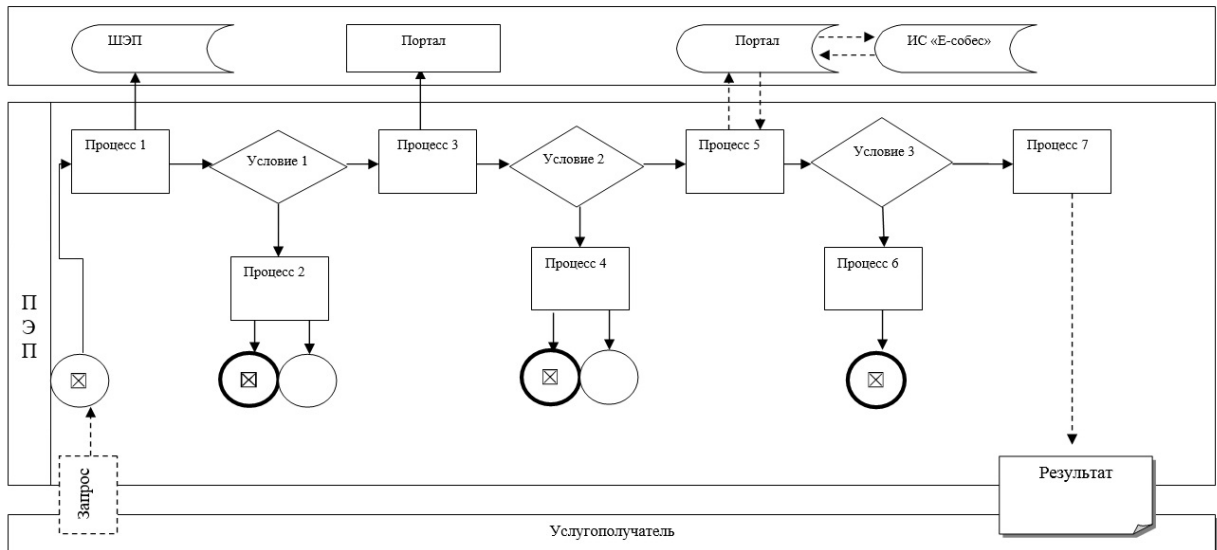 ШЭП
Портал
Портал
ИС «Е-собес»
Процесс 1
Условие 1
Процесс 3
Условие 2
Процесс 5
Условие 3
Процесс 7
Процесс 2
Процесс 4
Процесс 6
ПЭП
Запрос
Результат
Услугополучатель